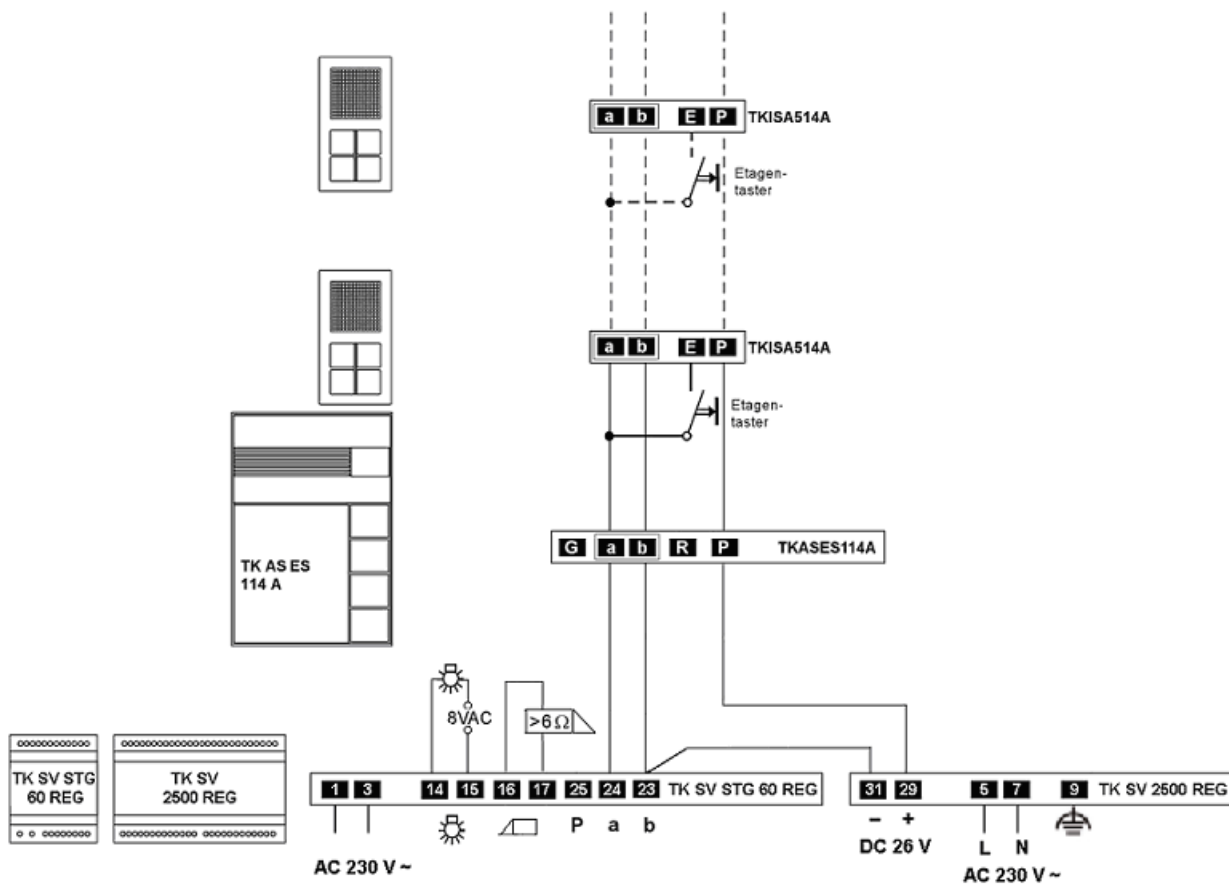 a b E P TKISA514A
Etagen-
taster
a b E P TKISA514A
Etagen-
taster
G a b R P TKASES114A
TK AS ES
114 A
8VAC
>6Ω
TK SV STG
60 REG
TK SV
2500 REG
1 3 14 15 16 17 25 24 23 TK SV STG 60 REG
31 29 5 7 9 TK SV 2500 REG
P a b
− +
DC 26 V
L N
AC 230 V ~
AC 230 V ~